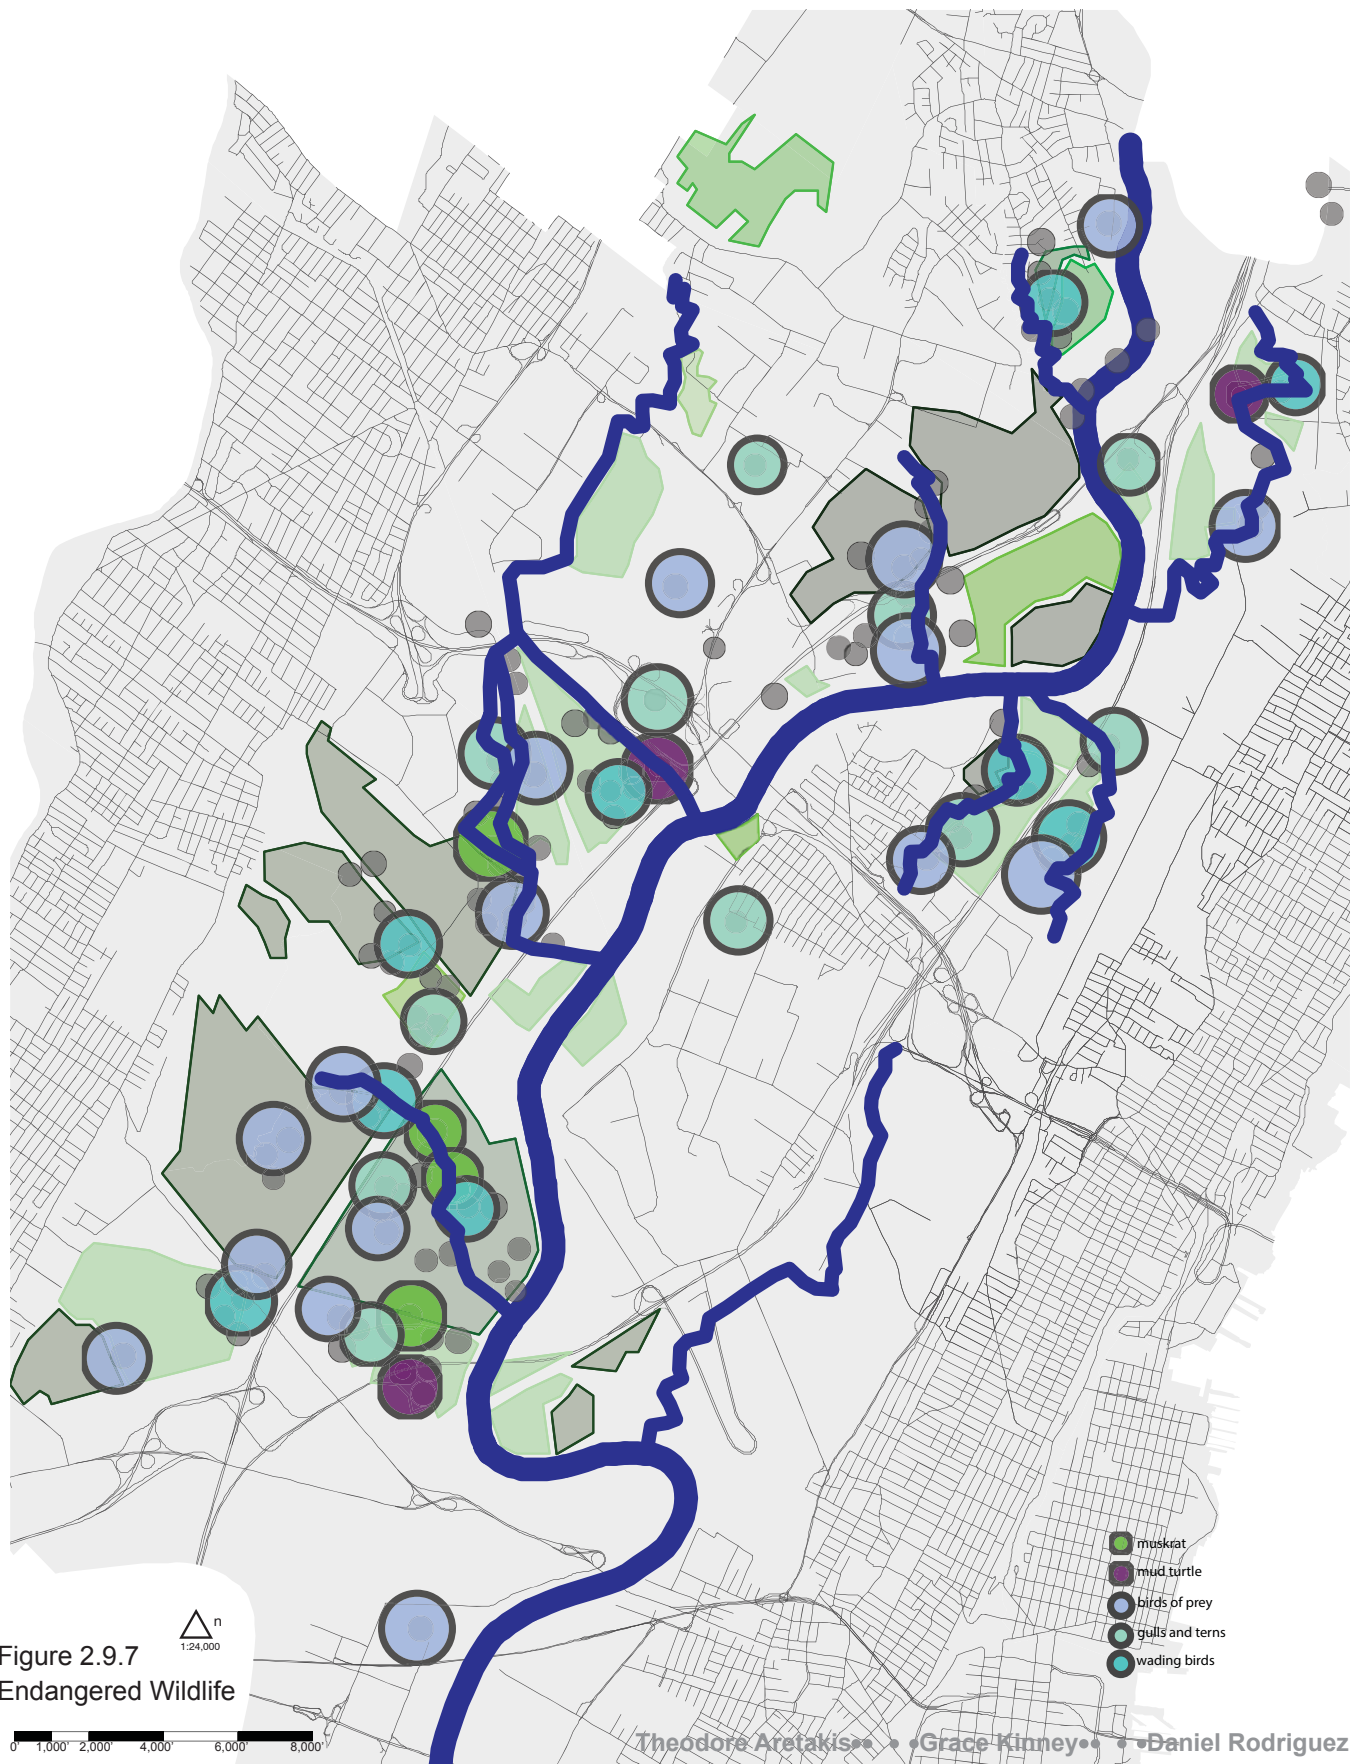 muskrat
mud turtle
birds of prey
gulls and terns
wading birds
n
1:24,000
Figure 2.9.7
Endangered Wildlife
0' 1,000' 2,000' 4,000' 6,000' 8,000'
Theodore Aretakis•• • •Grace Kinney•• • •Daniel Rodriguez